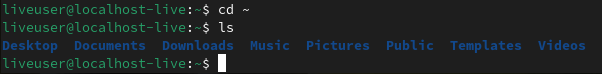 liveuser@localhost-live:~$ cd ~
liveuser@localhost-live:~$ ls
Desktop Documents Downloads Music Pictures Public Templates Videos
liveuser@localhost-live:~$